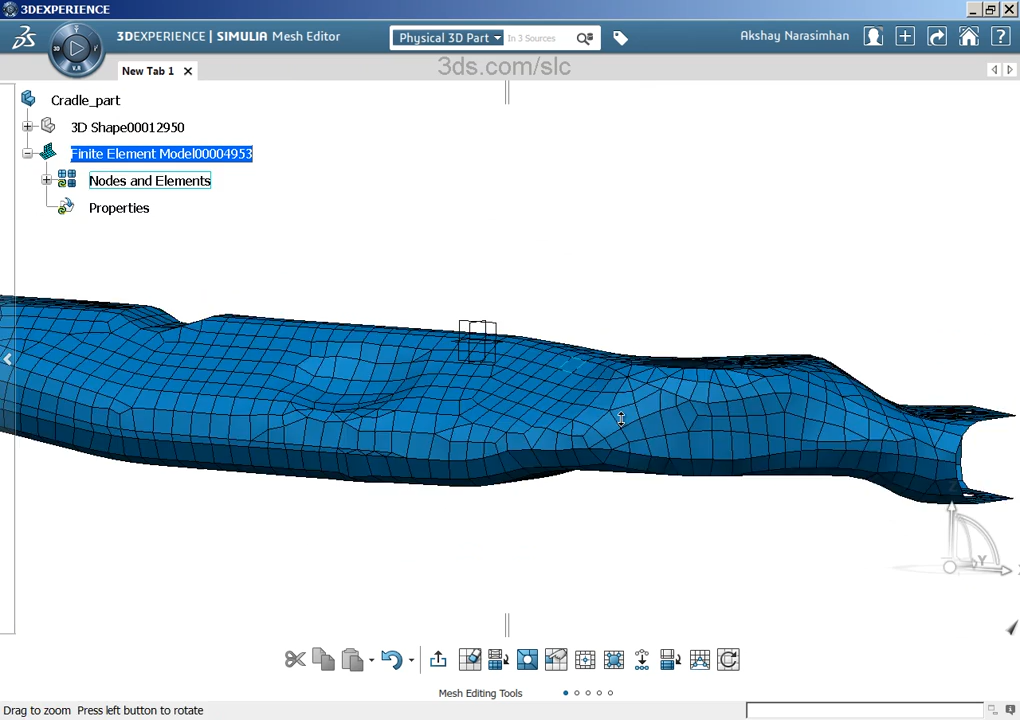 3DEXPERIENCE
3DEXPERIENCE | SIMULIA Mesh Editor
Physical 3D Part
In 3 Sources
Akshay Narasimhan
3D
V.R
New Tab 1
3ds.com/slc
Cradle_part
3D Shape00012950
Finite Element Model00004953
Nodes and Elements
Properties
Z
Y
X
Mesh Editing Tools
Drag to zoom Press left button to rotate